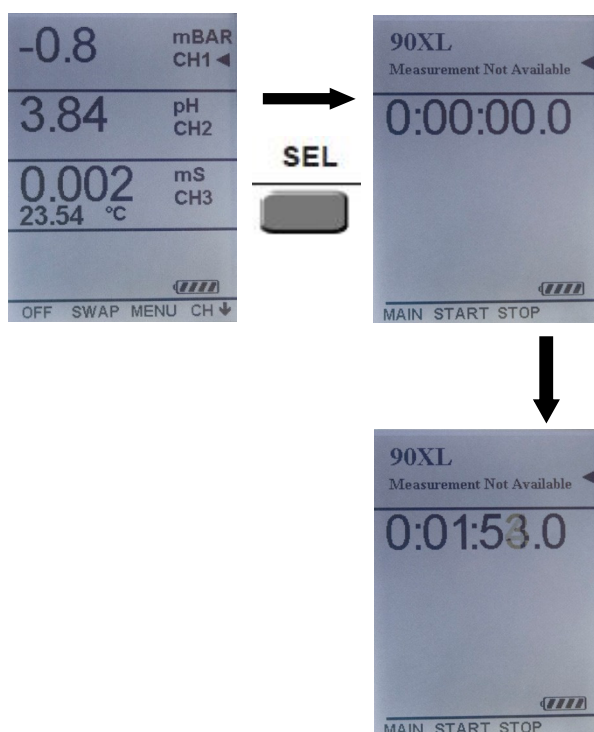 -0.8 mBAR
CH1
3.84 pH
CH2
0.002 mS
23.54 °C CH3
OFF SWAP MENU CH
SEL
90XL
Measurement Not Available
0:00:00.0
MAIN START STOP
90XL
Measurement Not Available
0:01:53.0
MAIN START STOP